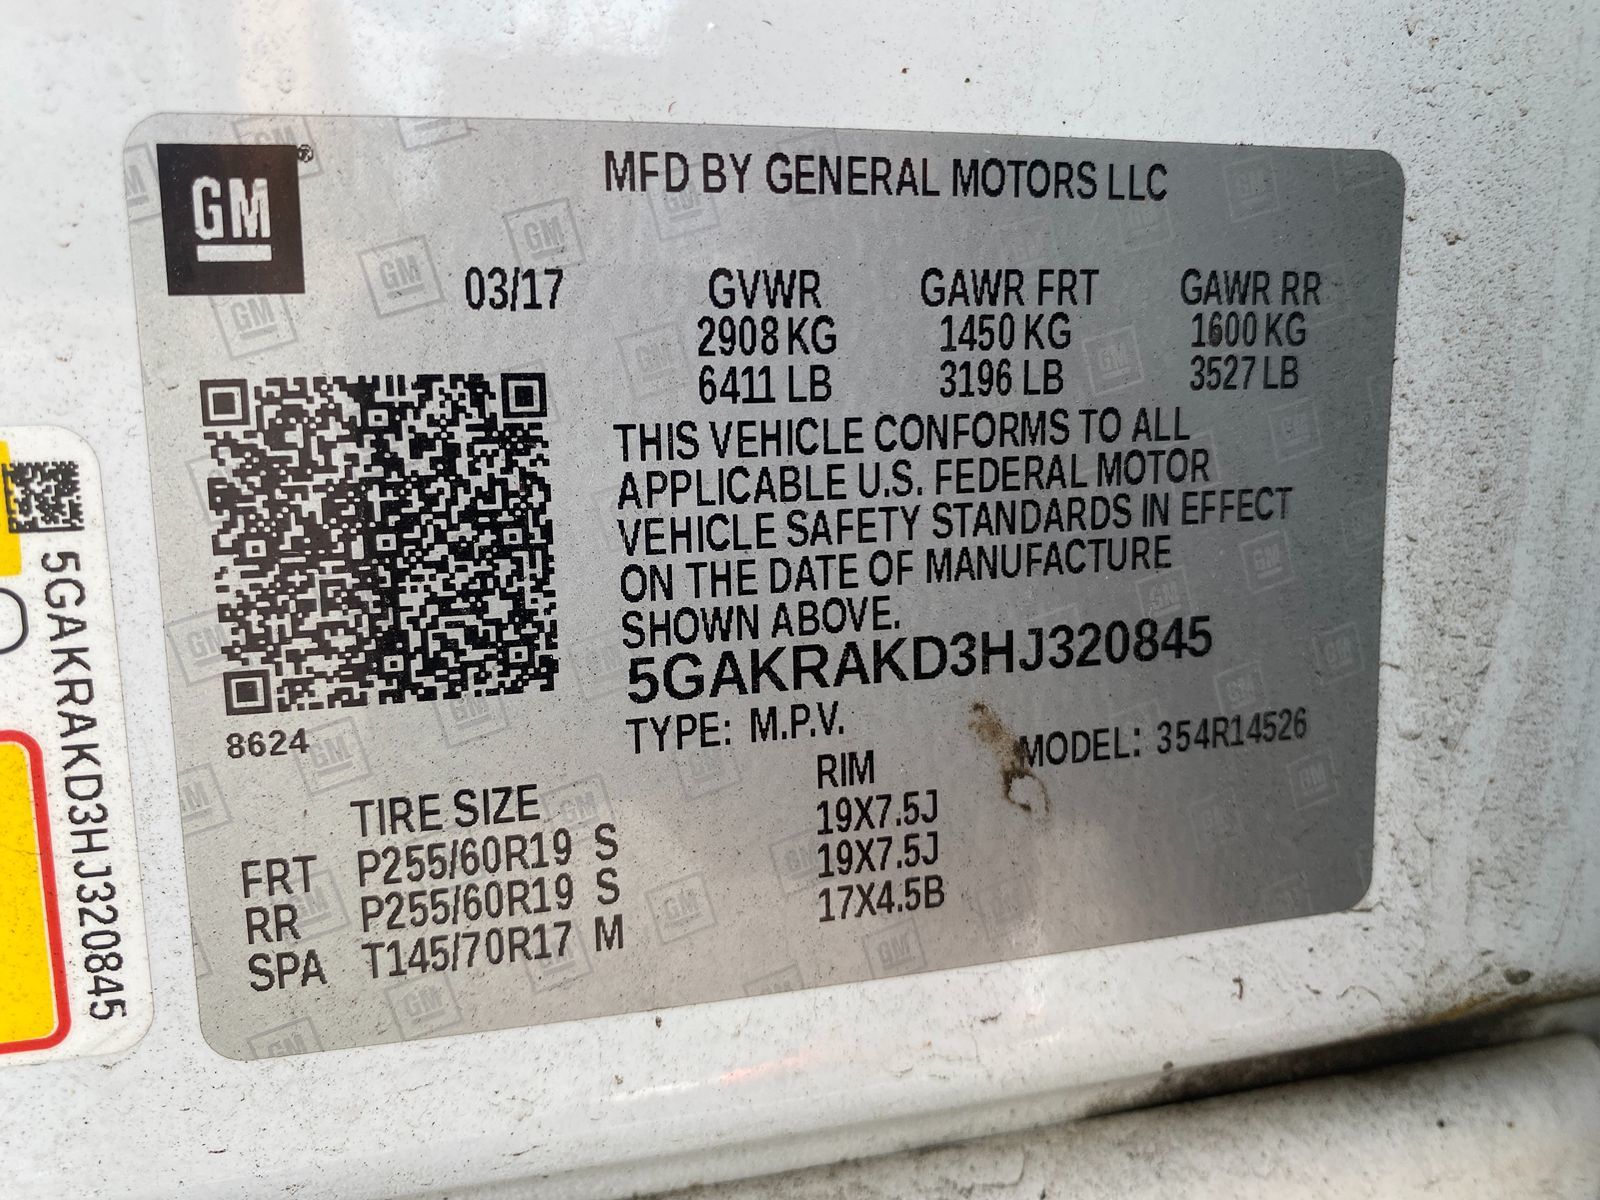 GM
MFD BY GENERAL MOTORS LLC
03/17
GVWR GAWR FRT GAWR RR
2908 KG 1450 KG 1600 KG
6411 LB 3196 LB 3527 LB
THIS VEHICLE CONFORMS TO ALL
APPLICABLE U.S. FEDERAL MOTOR
VEHICLE SAFETY STANDARDS IN EFFECT
ON THE DATE OF MANUFACTURE
SHOWN ABOVE.
5GAKRAKD3HJ320845
8624
TYPE: M.P.V. MODEL: 354R14526
TIRE SIZE RIM
FRT P255/60R19 S 19X7.5J
RR P255/60R19 S 19X7.5J
SPA T145/70R17 M 17X4.5B
5GAKRAKD3HJ320845